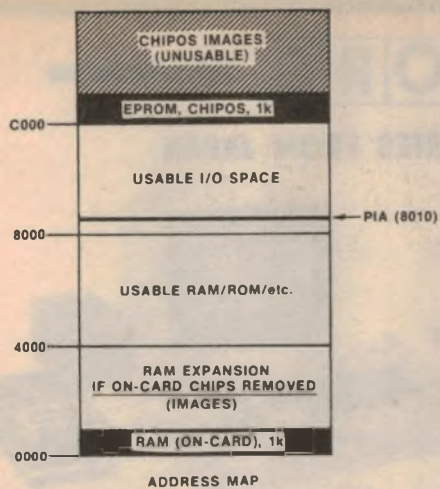 CHIPOS IMAGES
(UNUSABLE)
EPROM, CHIPOS, 1k
C000
USABLE I/O SPACE
PIA (8010)
8000
USABLE RAM/ROM/etc.
4000
RAM EXPANSION
IF ON-CARD CHIPS REMOVED
(IMAGES)
RAM (ON-CARD), 1k
0000
ADDRESS MAP